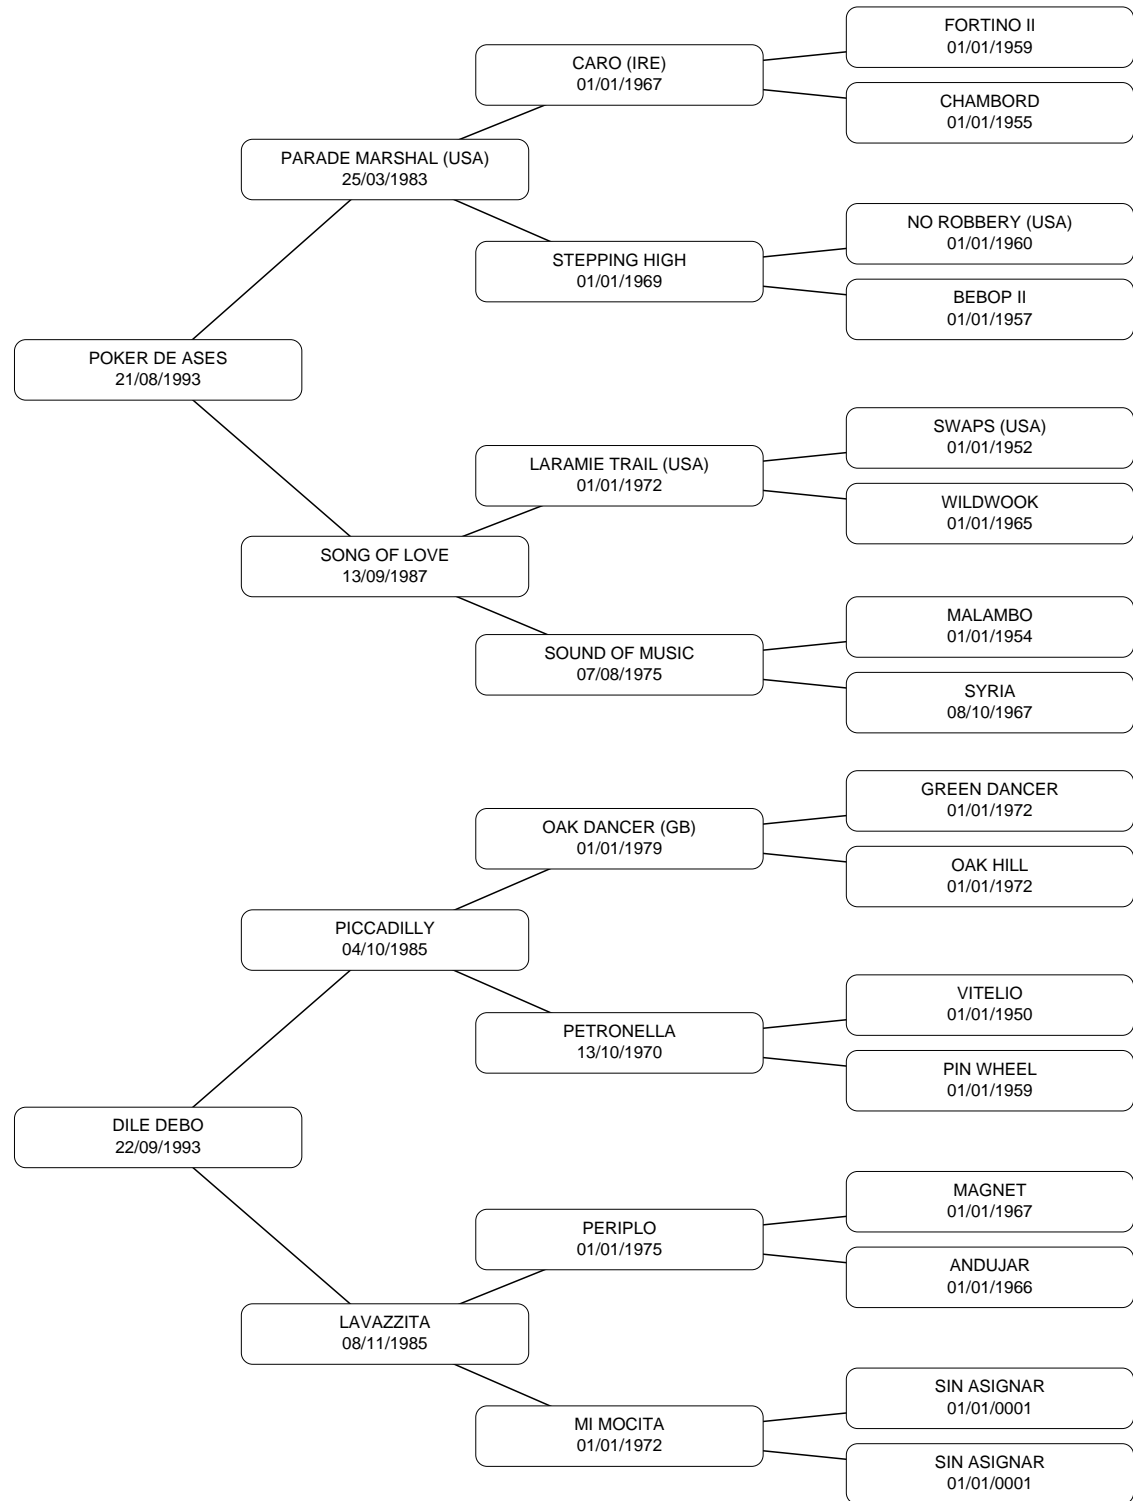 FORTINO II
01/01/1959
CARO (IRE)
01/01/1967
CHAMBORD
01/01/1955
PARADE MARSHAL (USA)
25/03/1983
NO ROBBERY (USA)
01/01/1960
STEPPING HIGH
01/01/1969
BEBOP II
01/01/1957
POKER DE ASES
21/08/1993
SWAPS (USA)
01/01/1952
LARAMIE TRAIL (USA)
01/01/1972
WILDWOOK
01/01/1965
SONG OF LOVE
13/09/1987
MALAMBO
01/01/1954
SOUND OF MUSIC
07/08/1975
SYRIA
08/10/1967
GREEN DANCER
01/01/1972
OAK DANCER (GB)
01/01/1979
OAK HILL
01/01/1972
PICCADILLY
04/10/1985
VITELIO
01/01/1950
PETRONELLA
13/10/1970
PIN WHEEL
01/01/1959
DILE DEBO
22/09/1993
MAGNET
01/01/1967
PERIPLO
01/01/1975
ANDUJAR
01/01/1966
LAVAZZITA
08/11/1985
SIN ASIGNAR
01/01/0001
MI MOCITA
01/01/1972
SIN ASIGNAR
01/01/0001